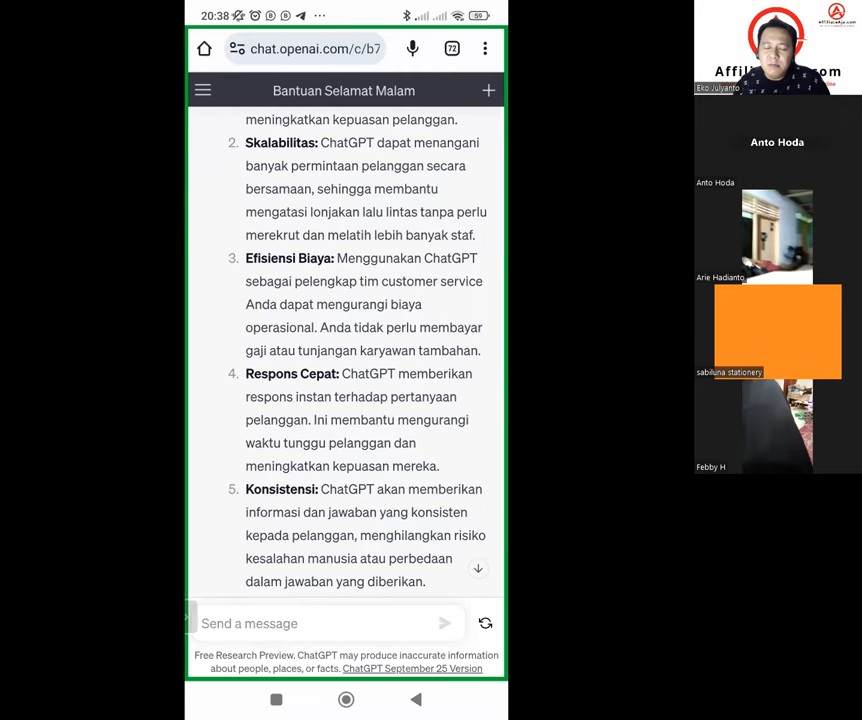 20:38
59
chat.openai.com/c/b7
72
Bantuan Selamat Malam
meningkatkan kepuasan pelanggan.
2. Skalabilitas: ChatGPT dapat menangani
banyak permintaan pelanggan secara
bersamaan, sehingga membantu
mengatasi lonjakan lalu lintas tanpa perlu
merekrut dan melatih lebih banyak staf.
3. Efisiensi Biaya: Menggunakan ChatGPT
sebagai pelengkap tim customer service
Anda dapat mengurangi biaya
operasional. Anda tidak perlu membayar
gaji atau tunjangan karyawan tambahan.
4. Respons Cepat: ChatGPT memberikan
respons instan terhadap pertanyaan
pelanggan. Ini membantu mengurangi
waktu tunggu pelanggan dan
meningkatkan kepuasan mereka.
5. Konsistensi: ChatGPT akan memberikan
informasi dan jawaban yang konsisten
kepada pelanggan, menghilangkan risiko
kesalahan manusia atau perbedaan
dalam jawaban yang diberikan.
Send a message
Free Research Preview. ChatGPT may produce inaccurate information
about people, places, or facts. ChatGPT September 25 Version
Eko Julyanto
Anto Hoda
Anto Hoda
Arie Hadianto
sabiluna stationery
Febby H